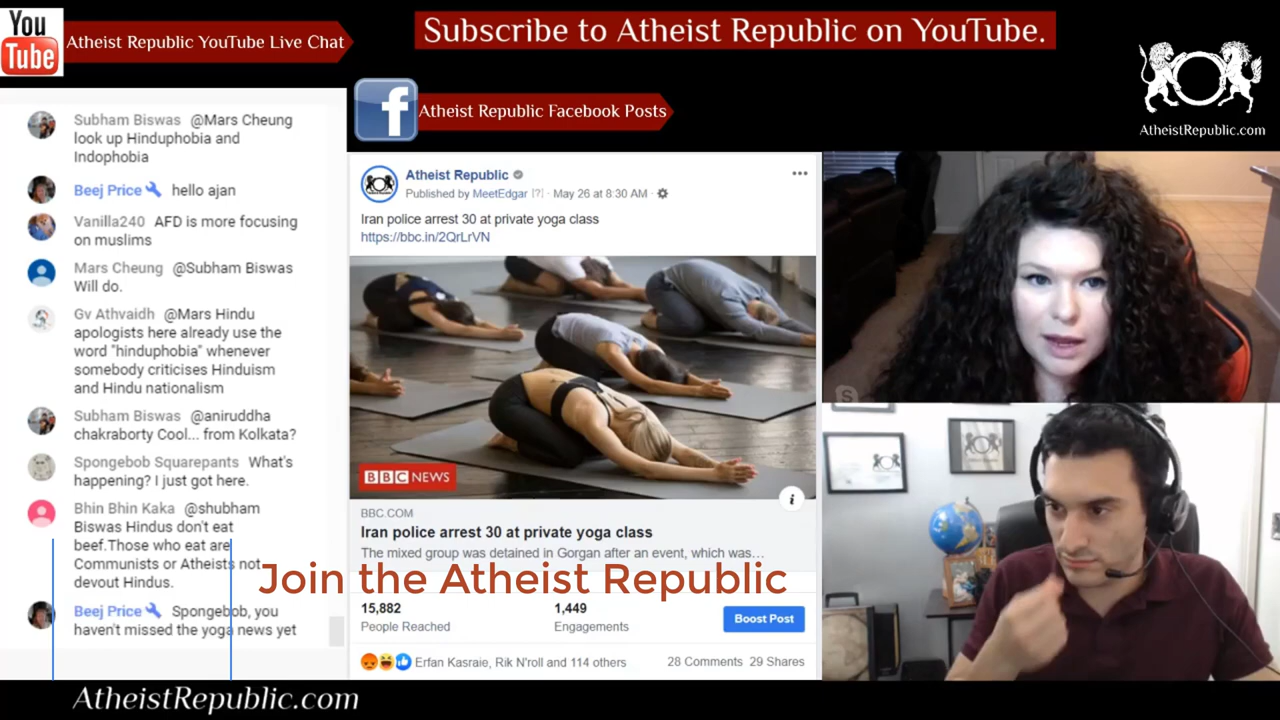 You
Tube
Atheist Republic YouTube Live Chat
Subscribe to Atheist Republic on YouTube.
AtheistRepublic.com
Atheist Republic Facebook Posts
Subham Biswas @Mars Cheung
look up Hinduphobia and
Indophobia
Beej Price hello ajan
Vanilla240 AFD is more focusing
on muslims
Mars Cheung @Subham Biswas
Will do.
Gv Athvaidh @Mars Hindu
apologists here already use the
word "hinduphobia" whenever
somebody criticises Hinduism
and Hindu nationalism
Subham Biswas @aniruddha
chakraborty Cool... from Kolkata?
Spongebob Squarepants What's
happening? I just got here.
Bhin Bhin Kaka @shubham
Biswas Hindus don't eat
beef.Those who eat are
Communists or Atheists not
devout Hindus.
Beej Price Spongebob, you
haven't missed the yoga news yet
Atheist Republic
Published by MeetEdgar [?] · May 26 at 8:30 AM ·
Iran police arrest 30 at private yoga class
https://bbc.in/2QrLrVN
BBC NEWS
i
BBC.COM
Iran police arrest 30 at private yoga class
The mixed group was detained in Gorgan after an event, which was...
Join the Atheist Republic
15,882
People Reached
1,449
Engagements
Boost Post
Erfan Kasraie, Rik N'roll and 114 others
28 Comments 29 Shares
AtheistRepublic.com